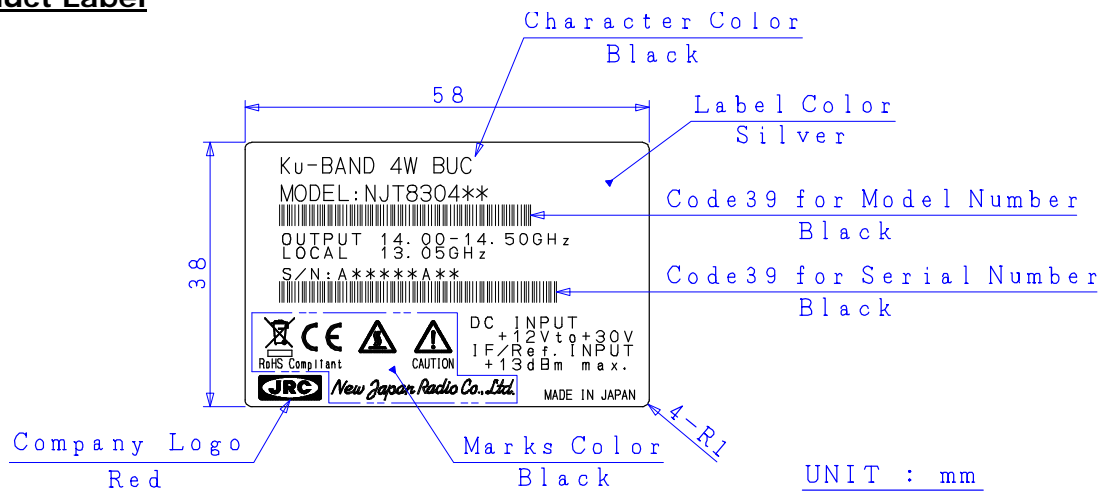 duct Label
Character Color
Black
58
Label Color
Silver
Ku-BAND 4W BUC
MODEL:NJT8304**
Code39 for Model Number
Black
OUTPUT 14.00-14.50GHz
LOCAL 13.05GHz
38
S/N:A*****A**
Code39 for Serial Number
Black
DC INPUT
+12Vto+30V
IF/Ref. INPUT
+13dBm max.
CE
RoHS Compliant
CAUTION
JRC New Japan Radio Co., Ltd.
MADE IN JAPAN
4-R1
Company Logo
Red
Marks Color
Black
UNIT : mm